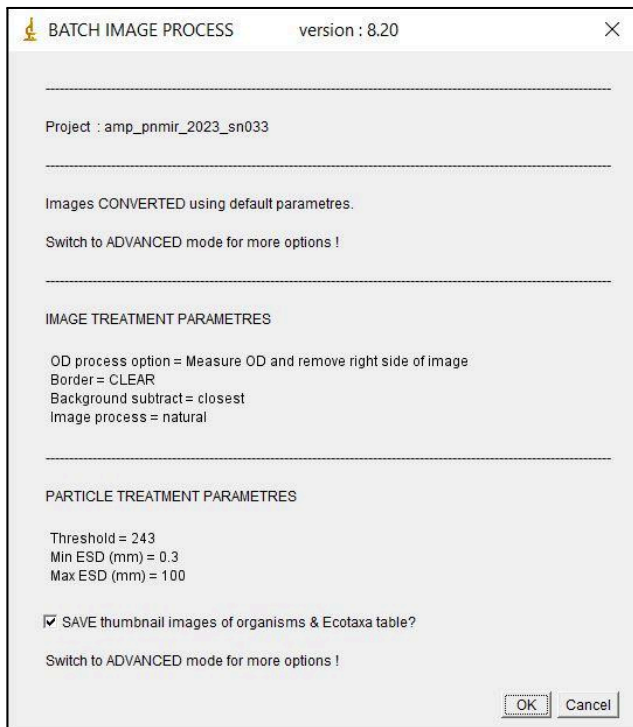 BATCH IMAGE PROCESS version : 8.20
Project : amp_pnmir_2023_sn033
Images CONVERTED using default parametres.
Switch to ADVANCED mode for more options !
IMAGE TREATMENT PARAMETRES
OD process option = Measure OD and remove right side of image
Border = CLEAR
Background subtract = closest
Image process = natural
PARTICLE TREATMENT PARAMETRES
Threshold = 243
Min ESD (mm) = 0.3
Max ESD (mm) = 100
SAVE thumbnail images of organisms & Ecotaxa table?
Switch to ADVANCED mode for more options !
OK Cancel